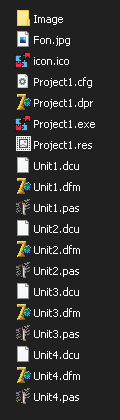 Image
Fon.jpg
icon.ico
Project1.cfg
Project1.dpr
Project1.exe
Project1.res
Unit1.dcu
Unit1.dfm
Unit1.pas
Unit2.dcu
Unit2.dfm
Unit2.pas
Unit3.dcu
Unit3.dfm
Unit3.pas
Unit4.dcu
Unit4.dfm
Unit4.pas